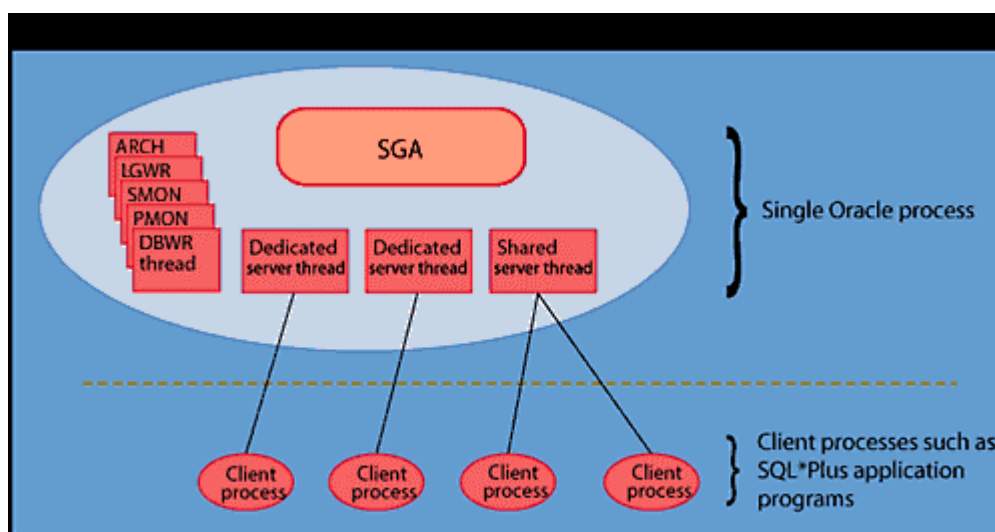 SGA
ARCH
LGWR
SMON
PMON
DBWR
thread
Dedicated
server thread
Dedicated
server thread
Shared
server thread
Single Oracle process
Client
process
Client
process
Client
process
Client
process
Client processes such as
SQL*Plus application
programs